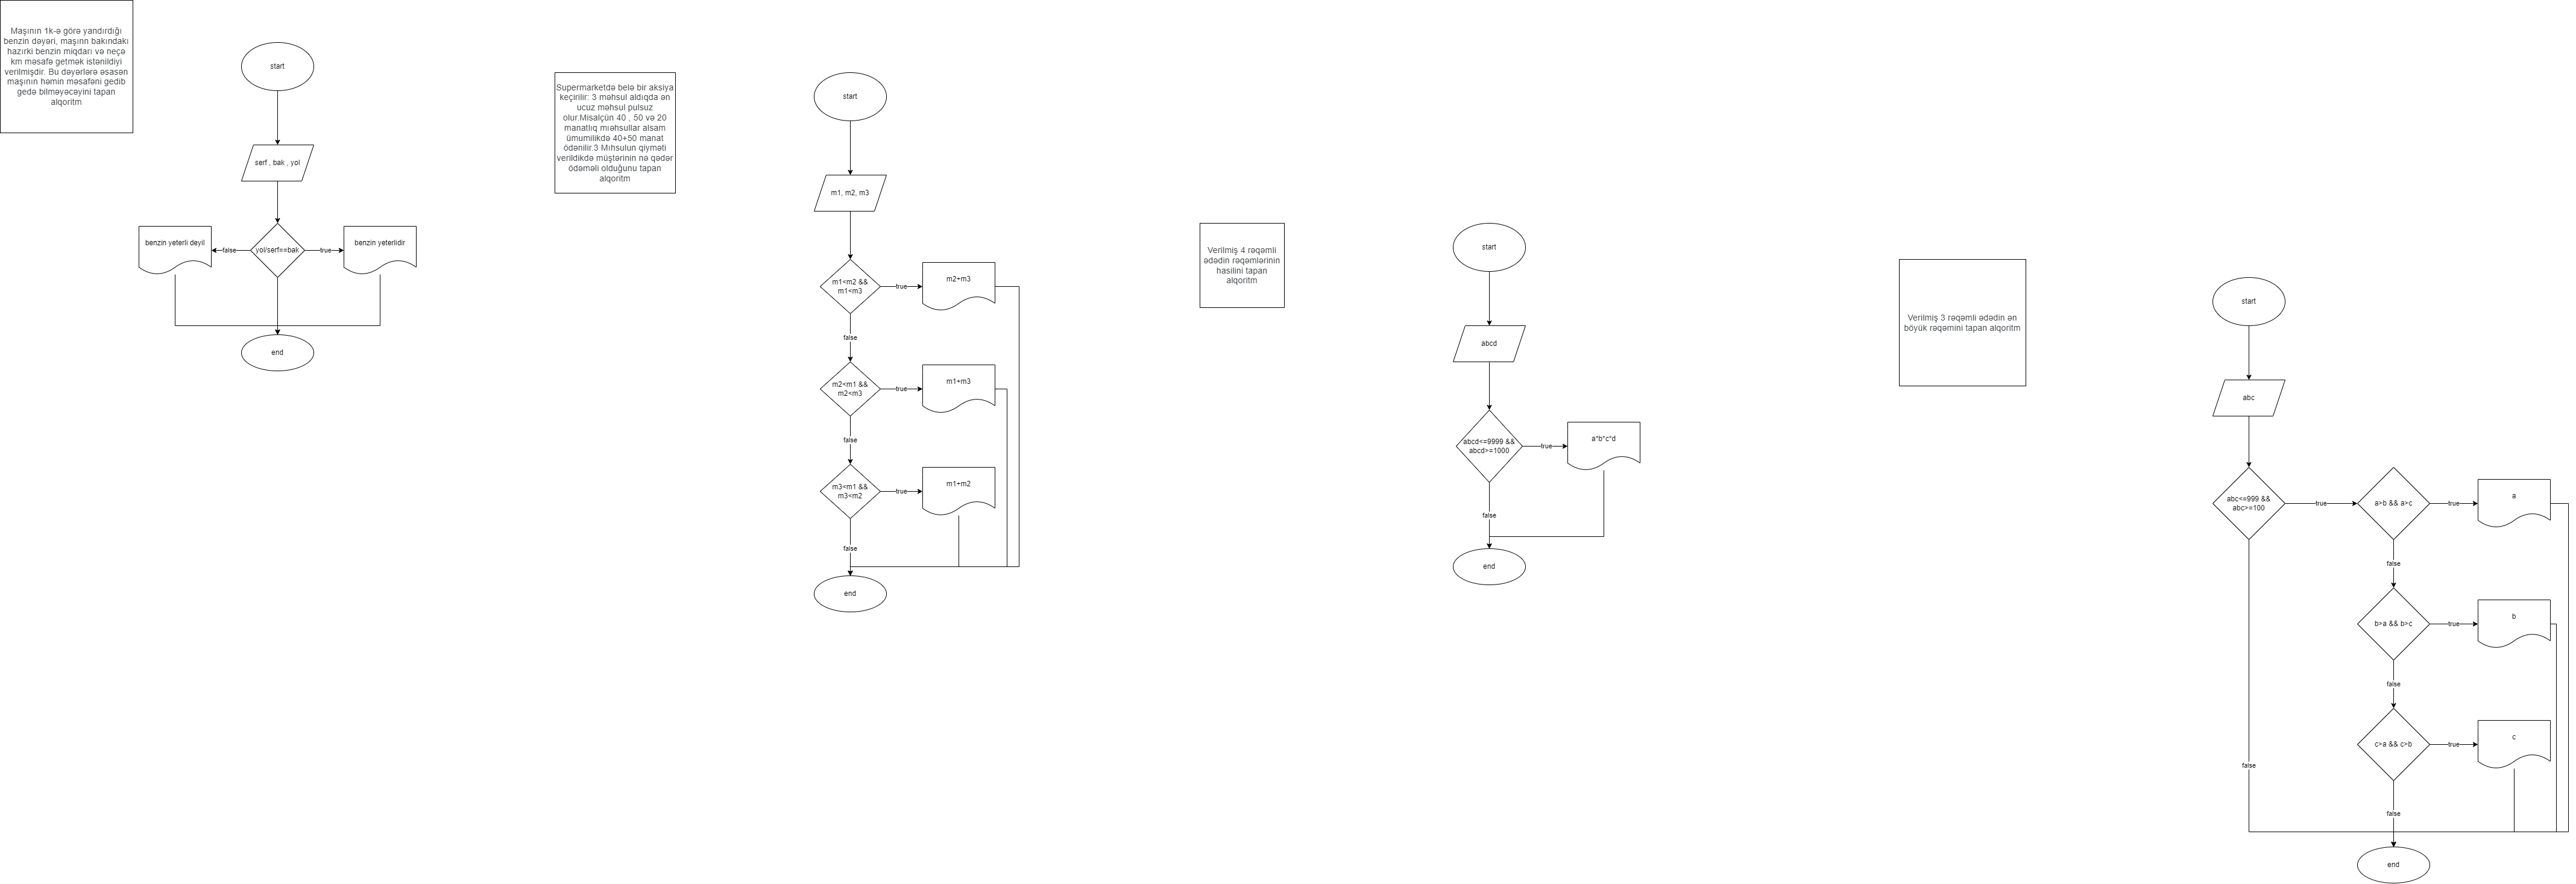 Maşının 1k-ə görə yandırdığı
benzin dəyəri, maşınn bakındakı
hazırki benzin miqdarı və neçə
km məsafə getmək istənildiyi
verilmişdir. Bu dəyərlərə əsasən
maşının həmin məsafəni gedib
gedə bilməyəcəyini tapan
alqoritm
start
serf , bak , yol
yol/serf==bak
false
true
benzin yeterli deyil
benzin yeterlidir
end
Supermarketdə belə bir aksiya
keçirilir: 3 məhsul aldıqda ən
ucuz məhsul pulsuz
olur.Misalçün 40 , 50 və 20
manatlıq mıəhsullar alsam
ümumilikdə 40+50 manat
ödənilir.3 Mıhsulun qiyməti
verildikdə müştərinin nə qədər
ödəməli olduğunu tapan
alqoritm
start
m1, m2, m3
m1<m2 &&
m1<m3
true
m2+m3
false
m2<m1 &&
m2<m3
true
m1+m3
false
m3<m1 &&
m3<m2
true
m1+m2
false
end
Verilmiş 4 rəqəmli
ədədin rəqəmlərinin
hasilini tapan
alqoritm
start
abcd
abcd<=9999 &&
abcd>=1000
true
a*b*c*d
false
end
Verilmiş 3 rəqəmli ədədin ən
böyük rəqəmini tapan alqoritm
start
abc
abc<=999 &&
abc>=100
true
a>b && a>c
true
a
false
b>a && b>c
true
b
false
c>a && c>b
true
c
false
false
end